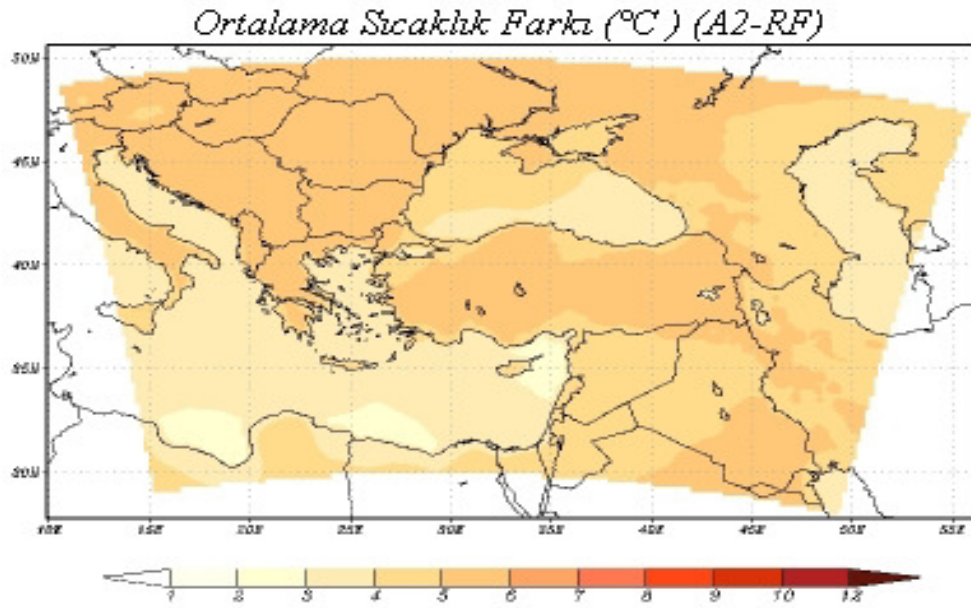 Ortalama Sıcaklık Farkı (°C ) (A2-RF)
50N
45N
40N
35N
30N
10E 15E 20E 25E 30E 35E 40E 45E 50E 55E
1 2 3 4 5 6 7 8 9 10 12